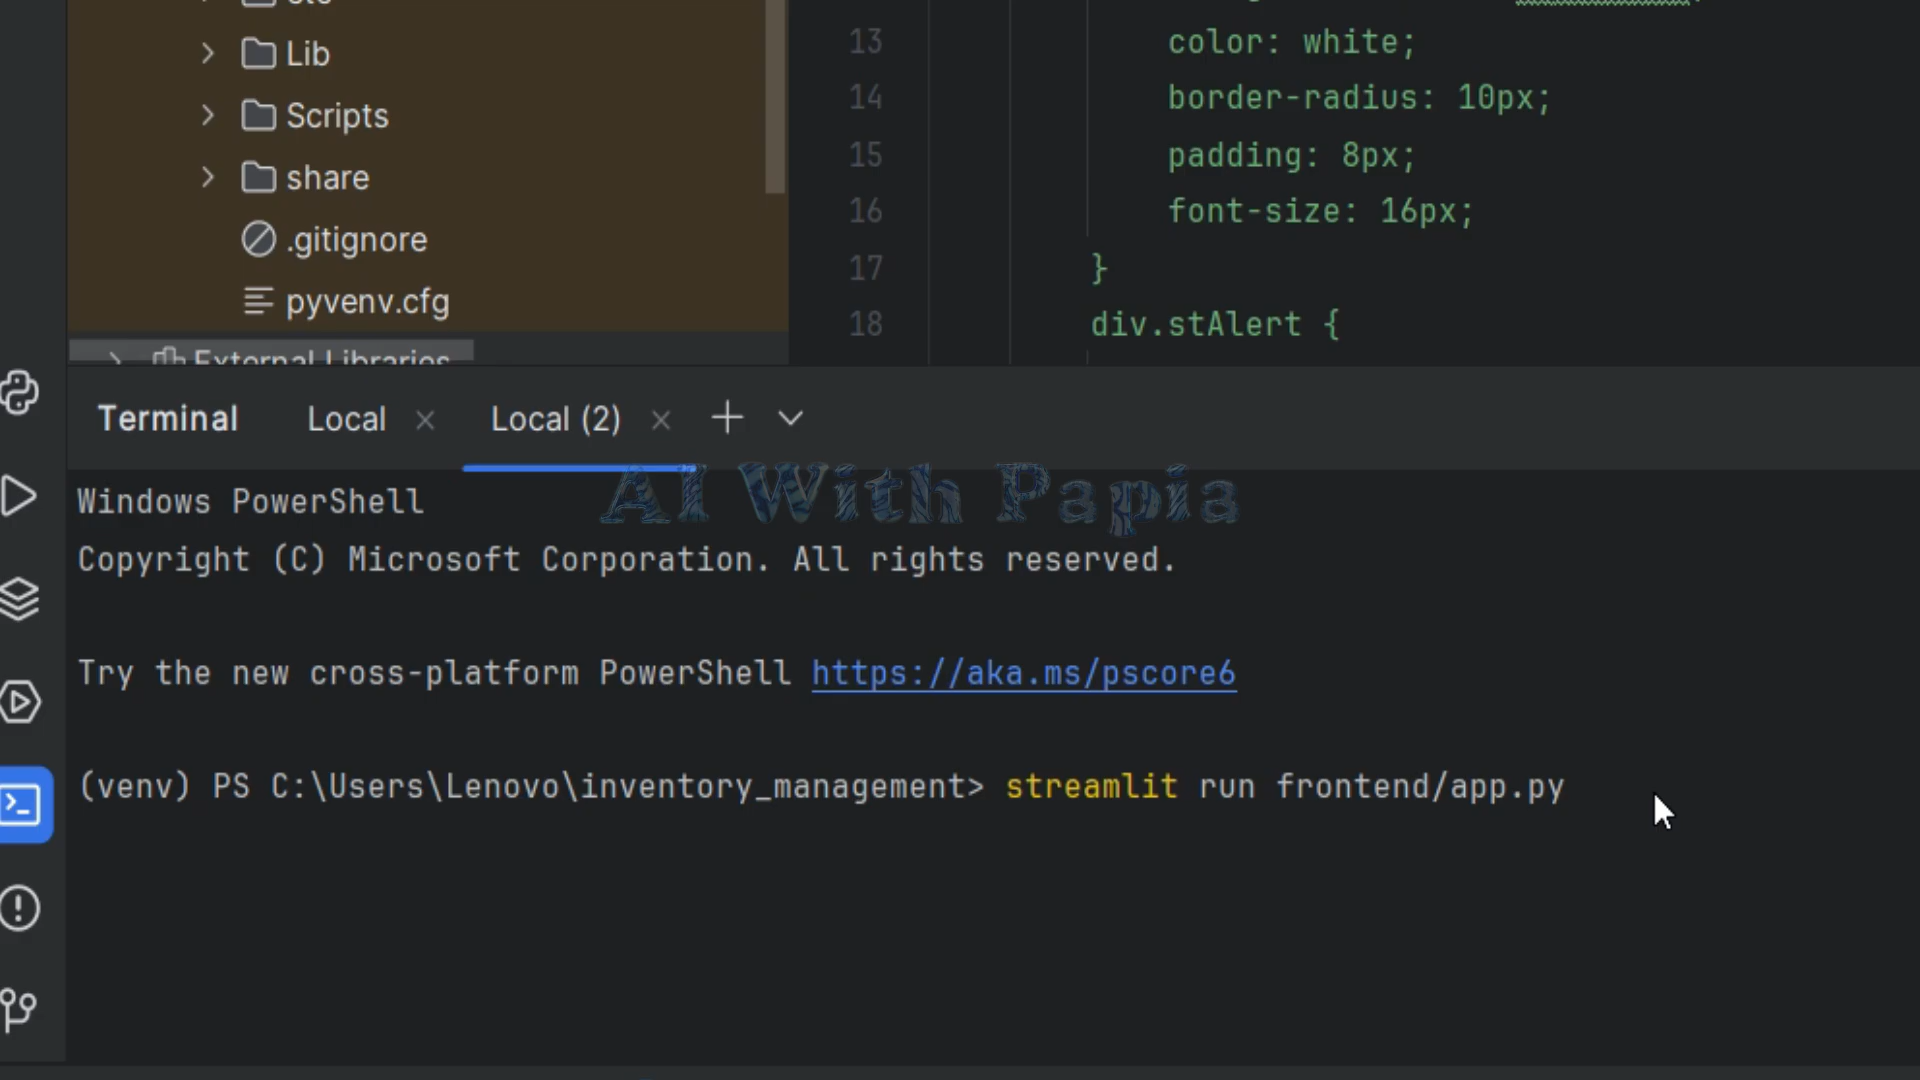 Lib
Scripts
share
.gitignore
pyvenv.cfg
External Libraries
13 color: white;
14 border-radius: 10px;
15 padding: 8px;
16 font-size: 16px;
17 }
18 div.stAlert {
Terminal Local Local (2)
AI With Papia
Windows PowerShell
Copyright (C) Microsoft Corporation. All rights reserved.
Try the new cross-platform PowerShell https://aka.ms/pscore6
(venv) PS C:\Users\Lenovo\inventory_management> streamlit run frontend/app.py